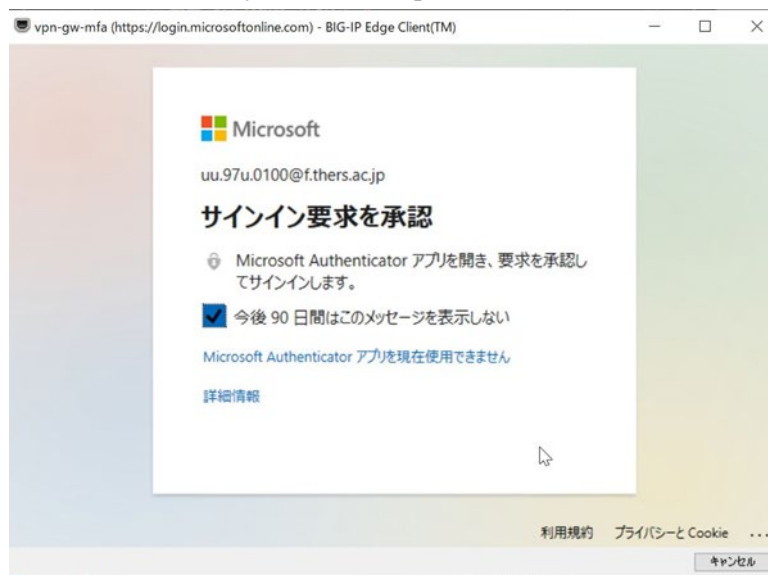 vpn-gw-mfa (https://login.microsoftonline.com) - BIG-IP Edge Client(TM)
Microsoft
uu.97u.0100@f.thers.ac.jp
サインイン要求を承認
Microsoft Authenticator アプリを開き、要求を承認し
てサインインします。
今後 90 日間はこのメッセージを表示しない
Microsoft Authenticator アプリを現在使用できません
詳細情報
利用規約 プライバシーと Cookie ...
キャンセル